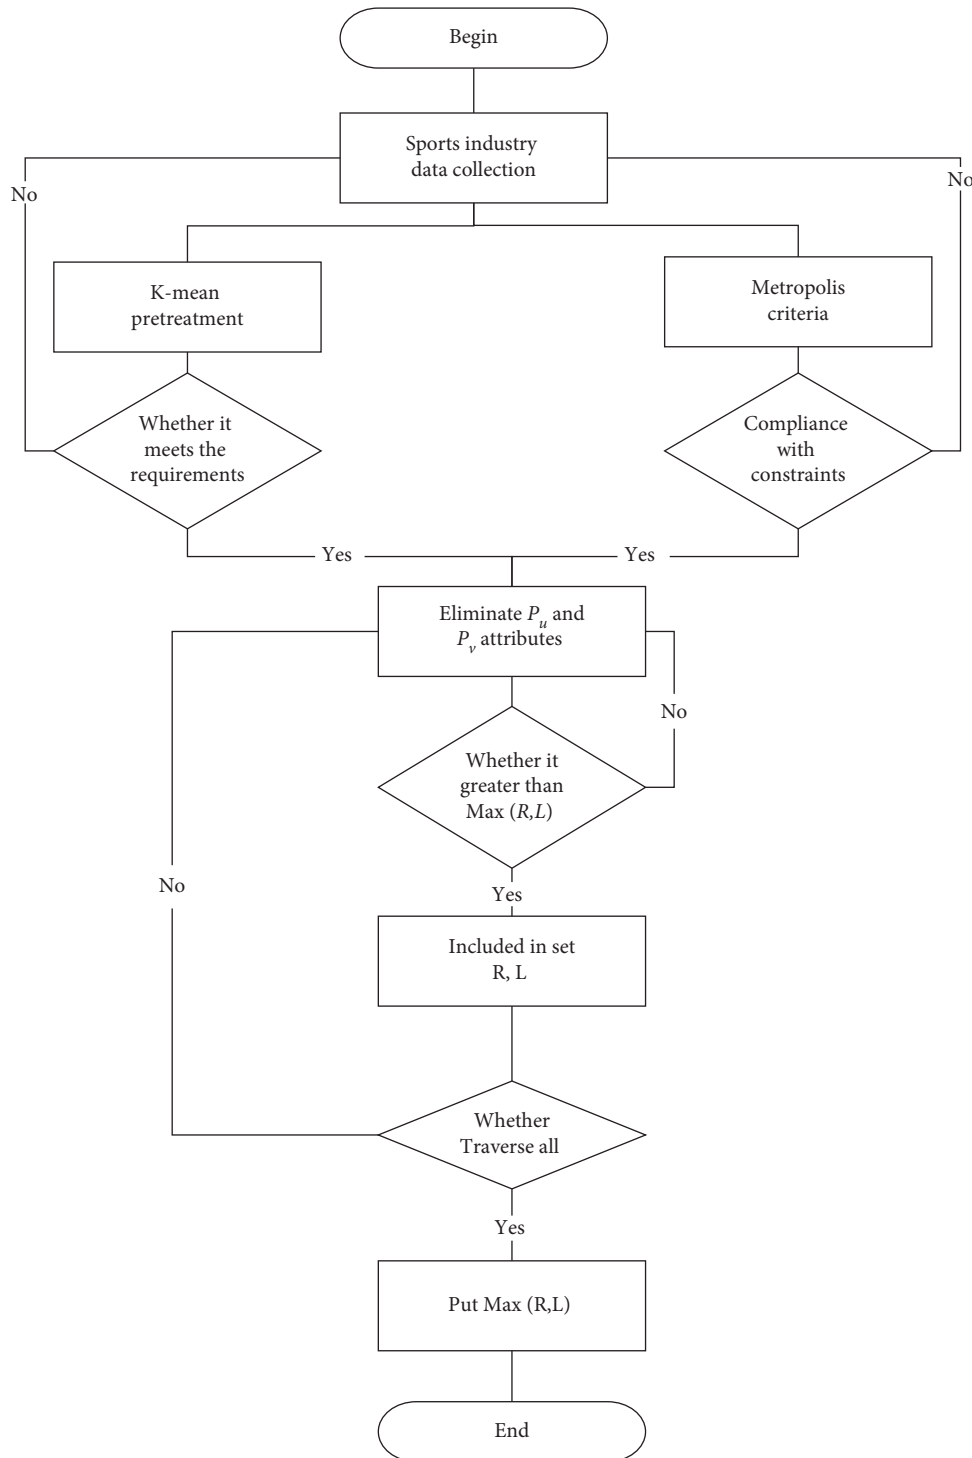 Begin
Sports industry
data collection
No
No
K-mean
pretreatment
Metropolis
criteria
Whether it
meets the
requirements
Compliance
with
constraints
Yes
Yes
Eliminate P_u and
P_v attributes
No
Whether it
greater than
Max (R,L)
No
Yes
Included in set
R, L
Whether
Traverse all
Yes
Put Max (R,L)
End